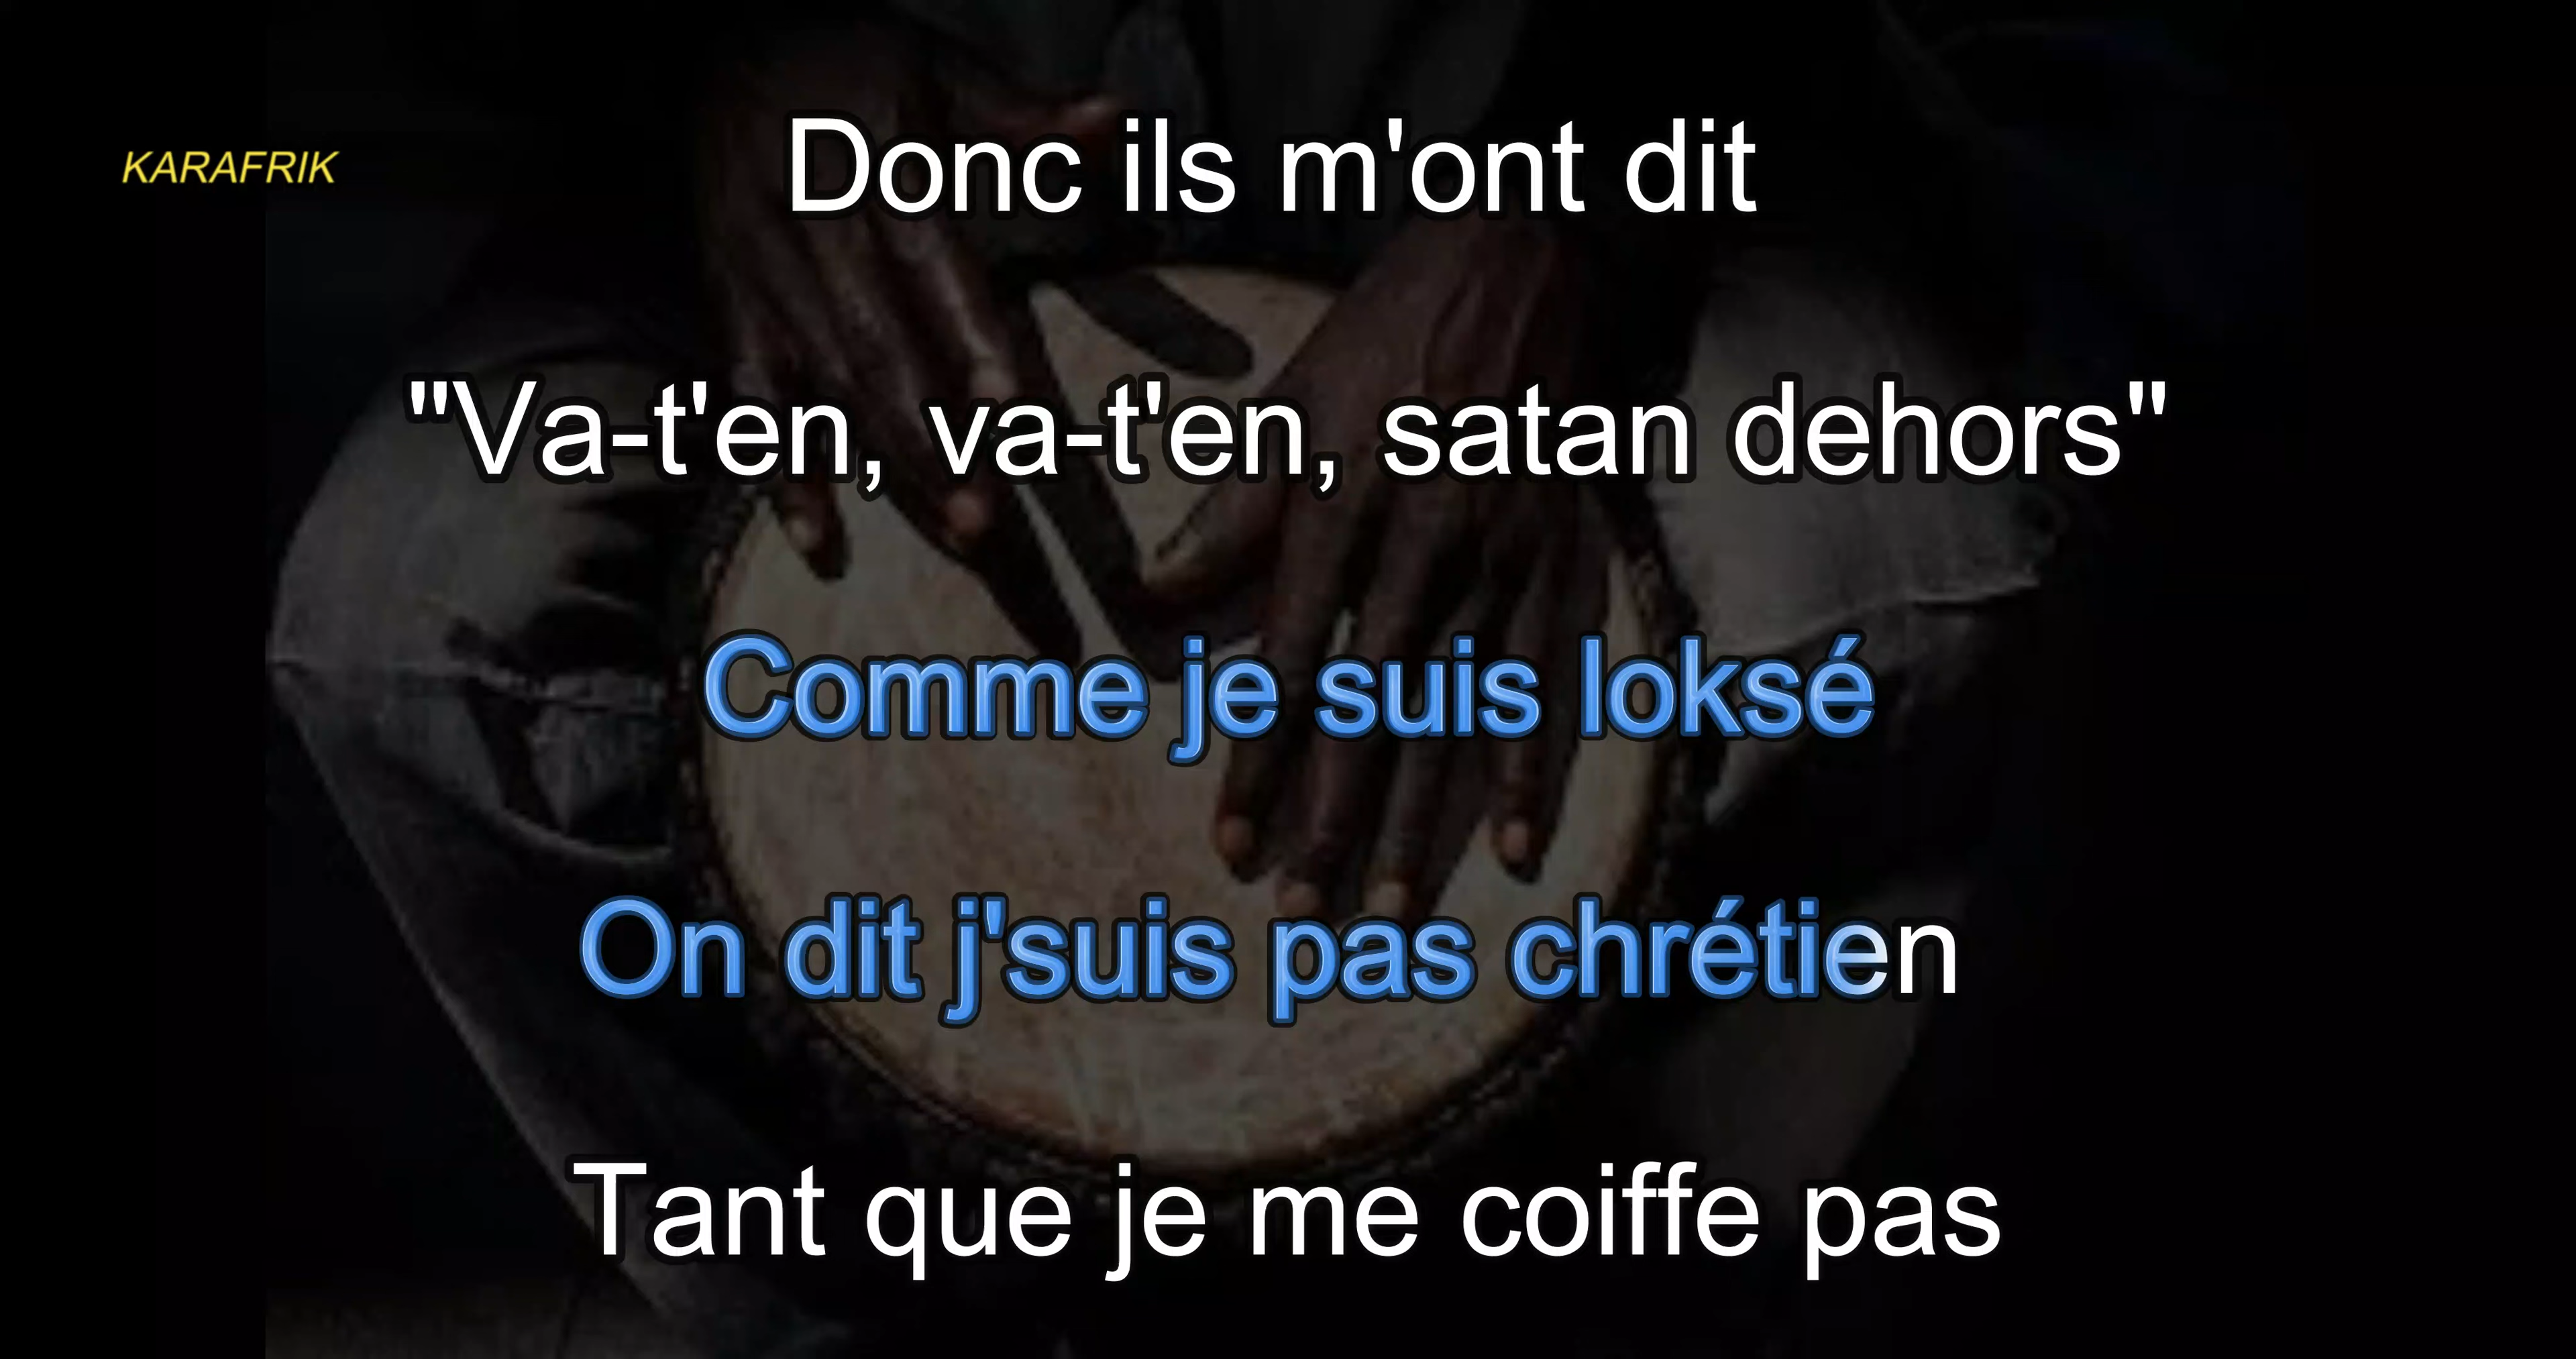 KARAFRIK
Donc ils m'ont dit
"Va-t'en, va-t'en, satan dehors"
Comme je suis loksé
On dit j'suis pas chrétien
Tant que je me coiffe pas